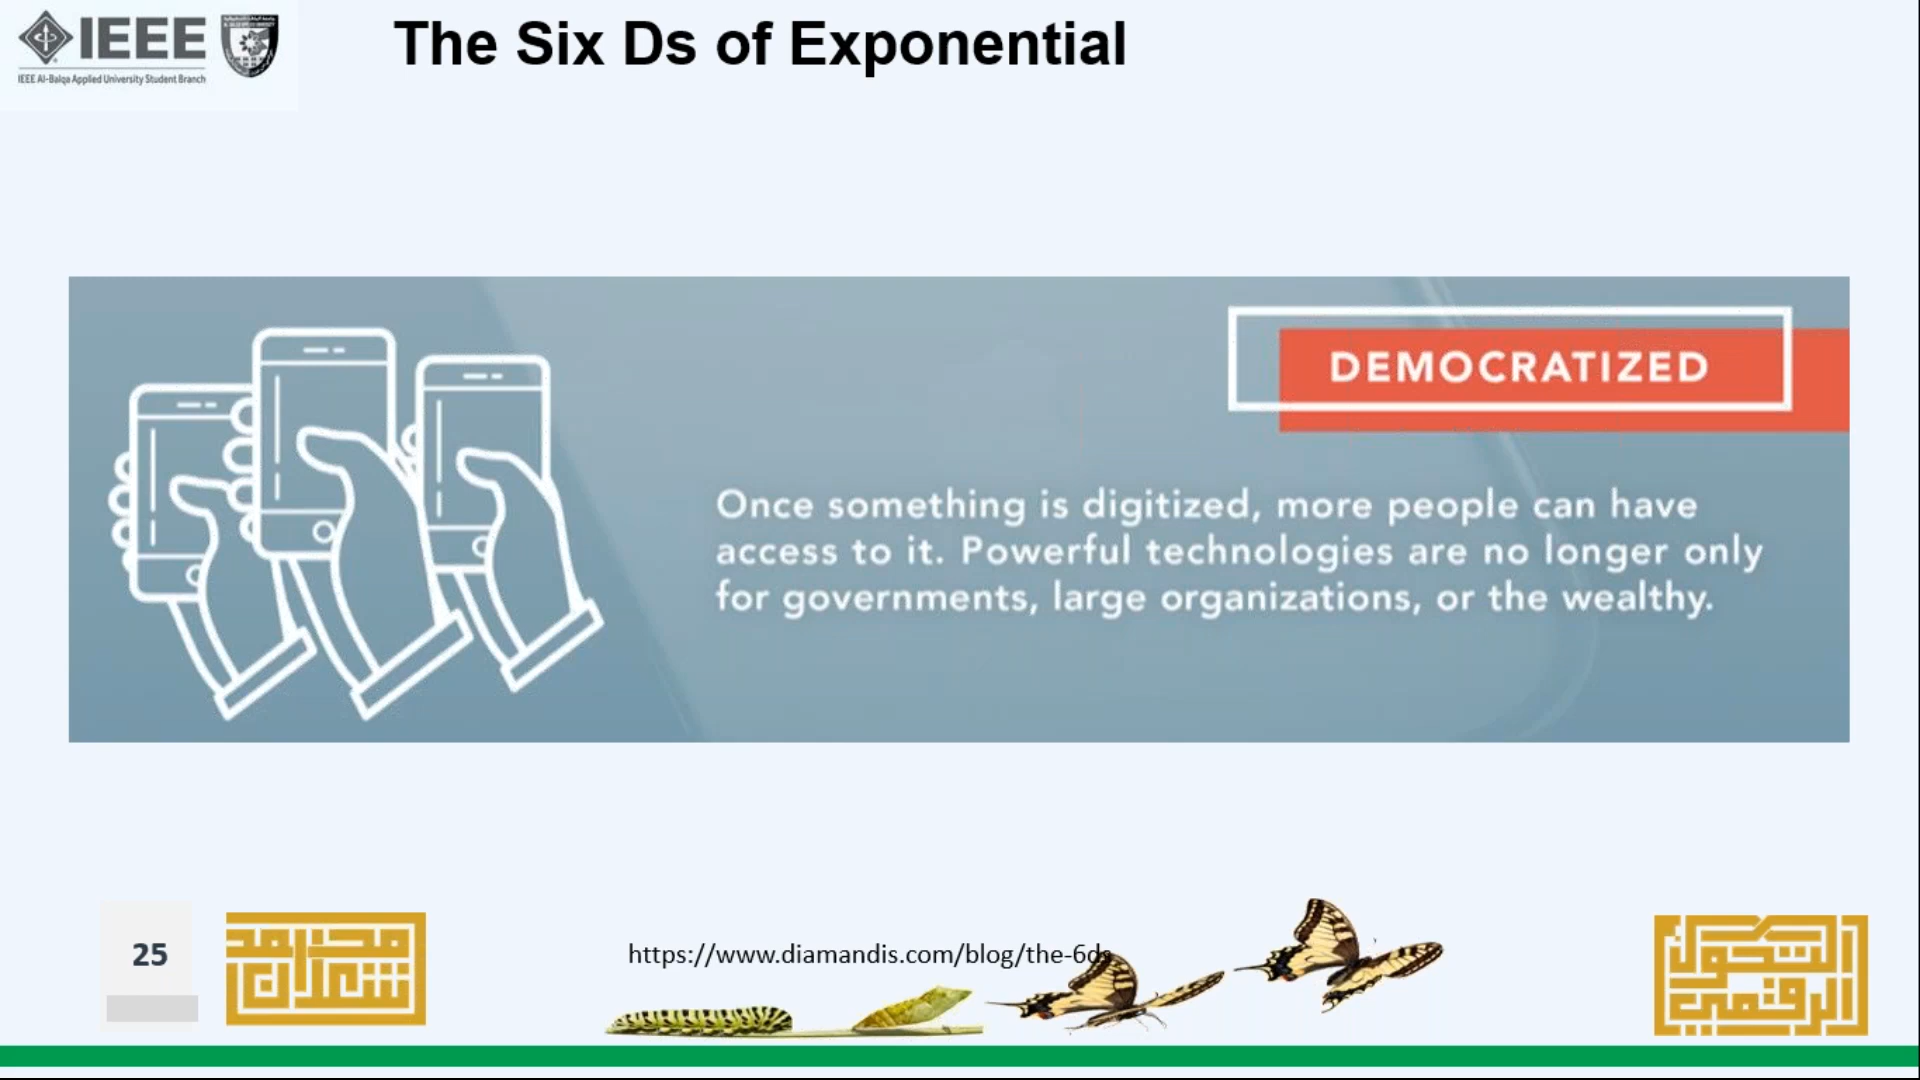 IEEE
IEEE Al-Balqa Applied University Student Branch
The Six Ds of Exponential
DEMOCRATIZED
Once something is digitized, more people can have
access to it. Powerful technologies are no longer only
for governments, large organizations, or the wealthy.
25
https://www.diamandis.com/blog/the-6ds
التحول
الرقمي